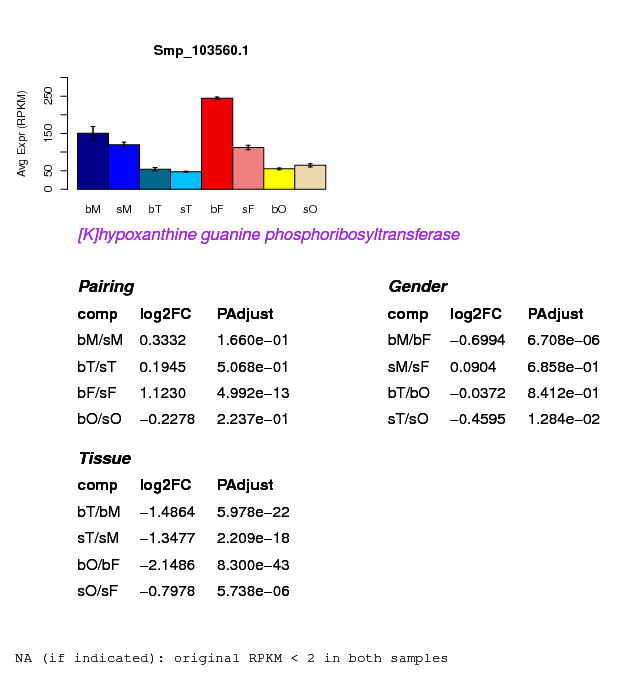 Smp_103560.1
Avg Expr (RPKM)
250
150
50
0
bM sM bT sT bF sF bO sO
[K]hypoxanthine guanine phosphoribosyltransferase
Pairing
comp log2FC PAdjust
bM/sM 0.3332 1.660e−01
bT/sT 0.1945 5.068e−01
bF/sF 1.1230 4.992e−13
bO/sO −0.2278 2.237e−01
Gender
comp log2FC PAdjust
bM/bF −0.6994 6.708e−06
sM/sF 0.0904 6.858e−01
bT/bO −0.0372 8.412e−01
sT/sO −0.4595 1.284e−02
Tissue
comp log2FC PAdjust
bT/bM −1.4864 5.978e−22
sT/sM −1.3477 2.209e−18
bO/bF −2.1486 8.300e−43
sO/sF −0.7978 5.738e−06
NA (if indicated): original RPKM < 2 in both samples